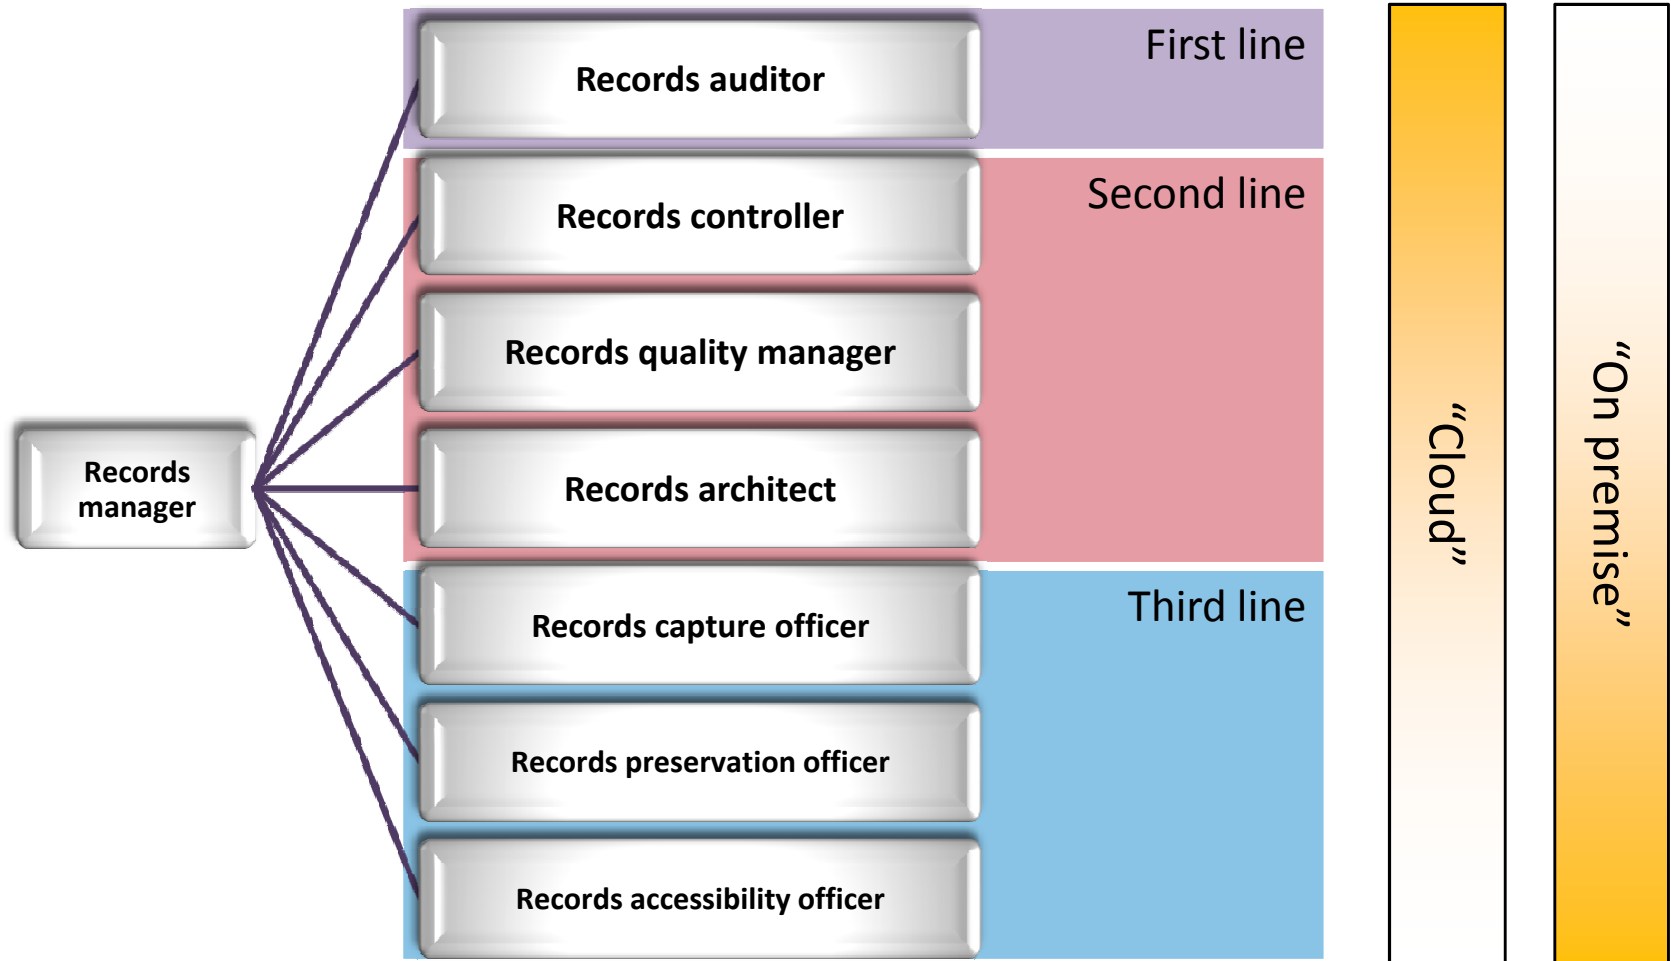 Records
manager
Records auditor
First line
Records controller
Second line
Records quality manager
Records architect
Records capture officer
Third line
Records preservation officer
Records accessibility officer
“Cloud”
“On premise”